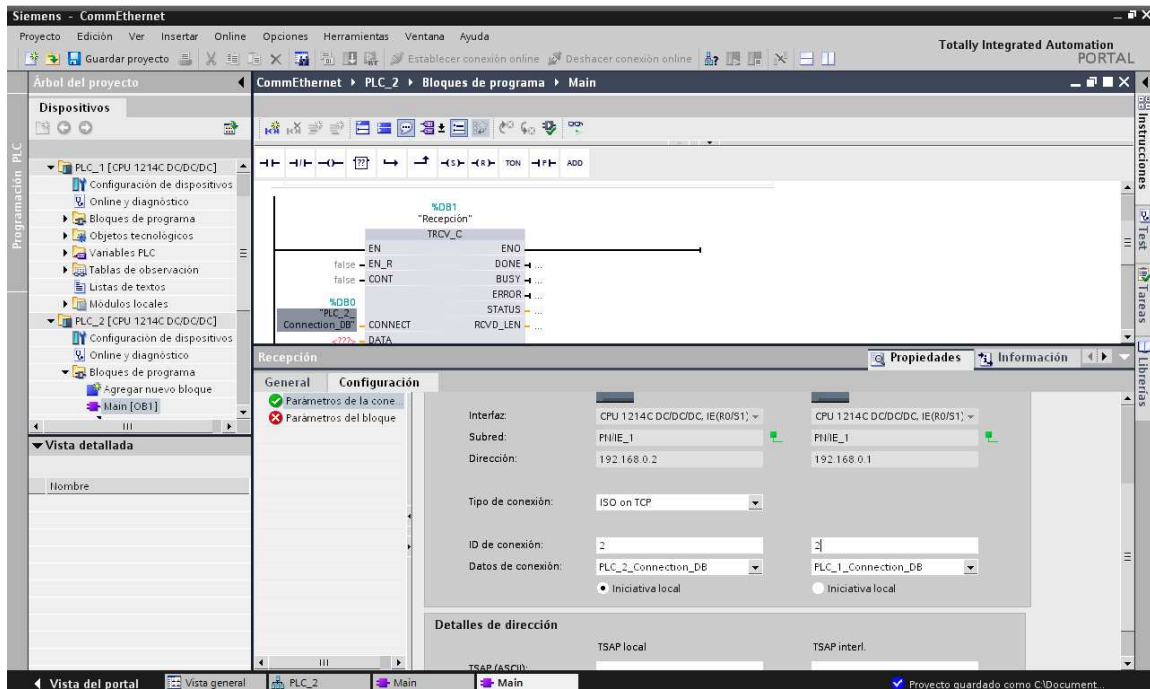 Siemens - CommEthernet
Proyecto Edición Ver Insertar Online Opciones Herramientas Ventana Ayuda
Totally Integrated Automation
PORTAL
Guardar proyecto
Establecer conexión online
Deshacer conexión online
Árbol del proyecto
CommEthernet PLC_2 Bloques de programa Main
Dispositivos
Programación PLC
PLC_1 [CPU 1214C DC/DC/DC]
Configuración de dispositivos
Online y diagnóstico
Bloques de programa
Objetos tecnológicos
Variables PLC
Tablas de observación
Listas de textos
Módulos locales
PLC_2 [CPU 1214C DC/DC/DC]
Configuración de dispositivos
Online y diagnóstico
Bloques de programa
Agregar nuevo bloque
Main [OB1]
Vista detallada
Nombre
?? TON ADD
%DB1
"Recepción"
TRCV_C
EN ENO
false EN_R DONE ...
false CONT BUSY ...
ERROR ...
%DB0 STATUS ...
"PLC_2_
Connection_DB" CONNECT RCVD_LEN ...
<???> DATA
Recepción Propiedades Información
General Configuración
Parámetros de la cone...
Parámetros del bloque
Interfaz: CPU 1214C DC/DC/DC, IE(R0/S1) CPU 1214C DC/DC/DC, IE(R0/S1)
Subred: PN/IE_1 PN/IE_1
Dirección: 192.168.0.2 192.168.0.1
Tipo de conexión: ISO on TCP
ID de conexión: 2 2
Datos de conexión: PLC_2_Connection_DB PLC_1_Connection_DB
Iniciativa local Iniciativa local
Detalles de dirección
TSAP local TSAP interl.
TSAP (ASCII):
Instrucciones
Test
Tareas
Librerías
Vista del portal Vista general PLC_2 Main Main Proyecto guardado como C:\Document...